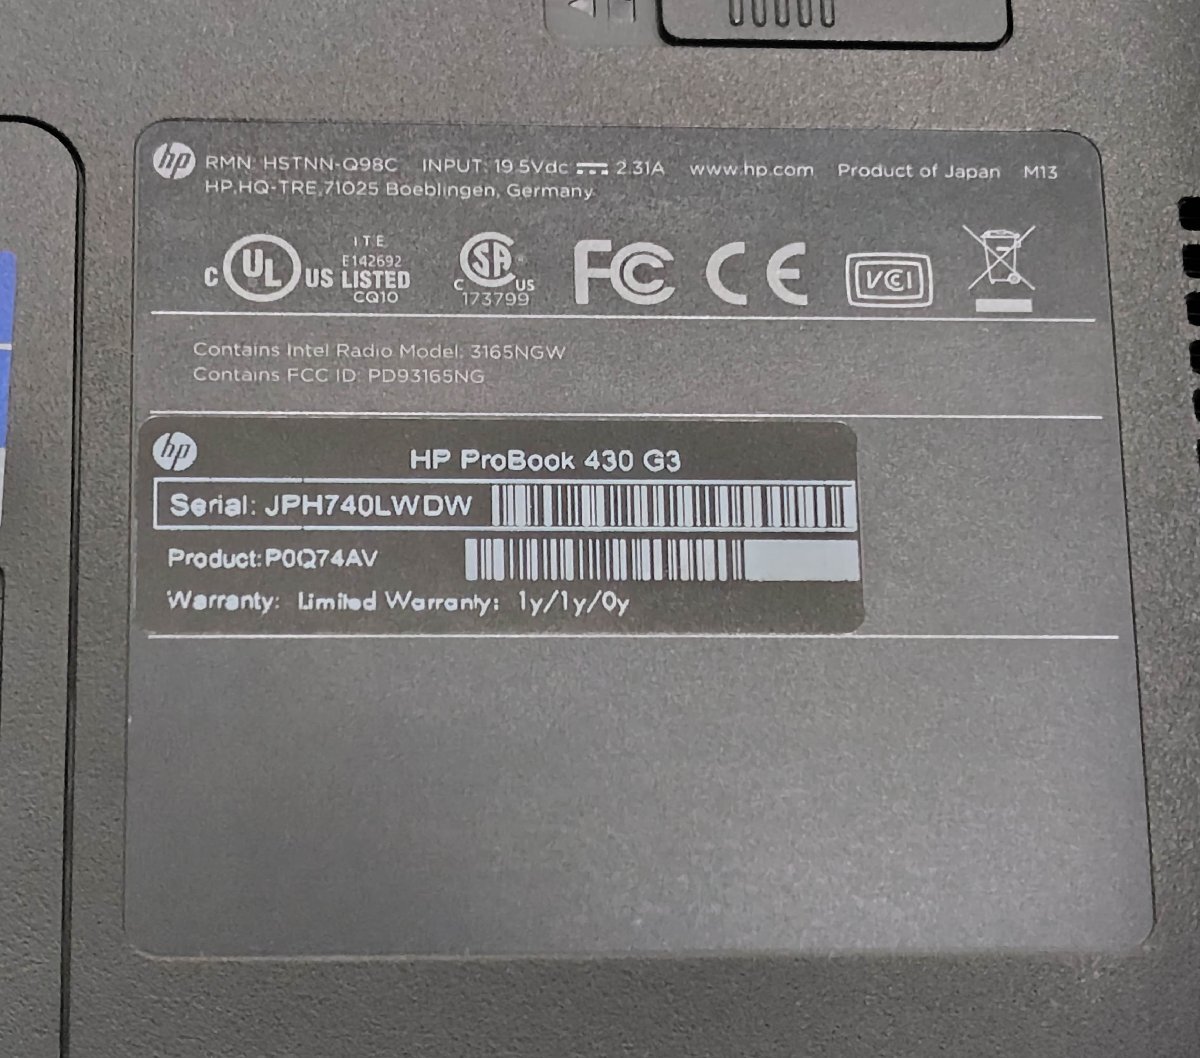 hp RMN: HSTNN-Q98C INPUT: 19.5Vdc 2.31A www.hp.com Product of Japan M13
HP,HQ-TRE,71025 Boeblingen, Germany
ITE
E142692
C UL US LISTED
CQ10
C SA US
173799
FC CE
VCI
Contains Intel Radio Model: 3165NGW
Contains FCC ID: PD93165NG
hp HP ProBook 430 G3
Serial: JPH740LWDW
Product:P0Q74AV
Warranty: Limited Warranty: 1y/1y/0y